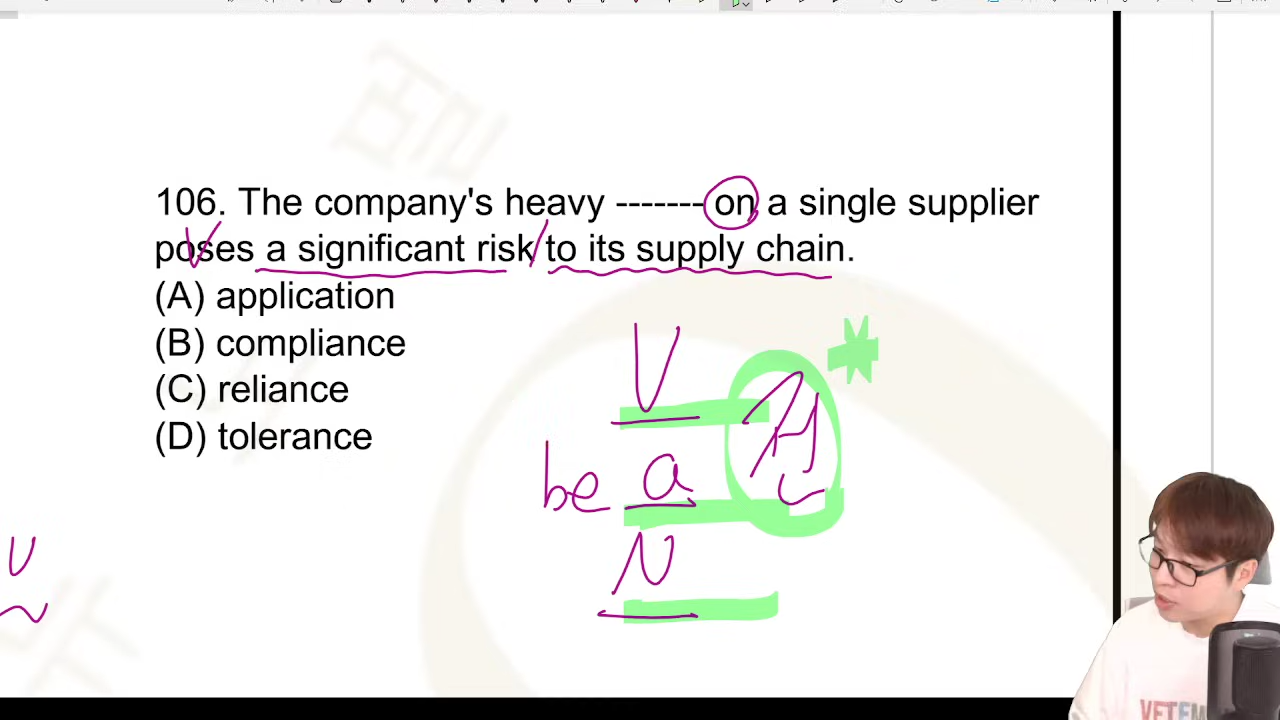 106. The company's heavy ------- on a single supplier
poses a significant risk to its supply chain.
(A) application
(B) compliance
(C) reliance
(D) tolerance
V
be a
N
V
VETEM